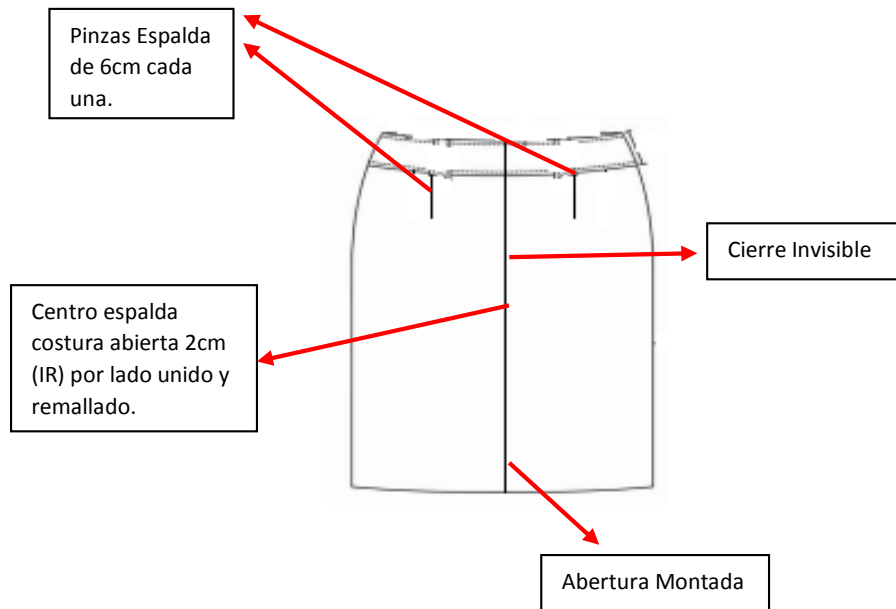 Pinzas Espalda
de 6cm cada
una.
Cierre Invisible
Centro espalda
costura abierta 2cm
(IR) por lado unido y
remallado.
Abertura Montada